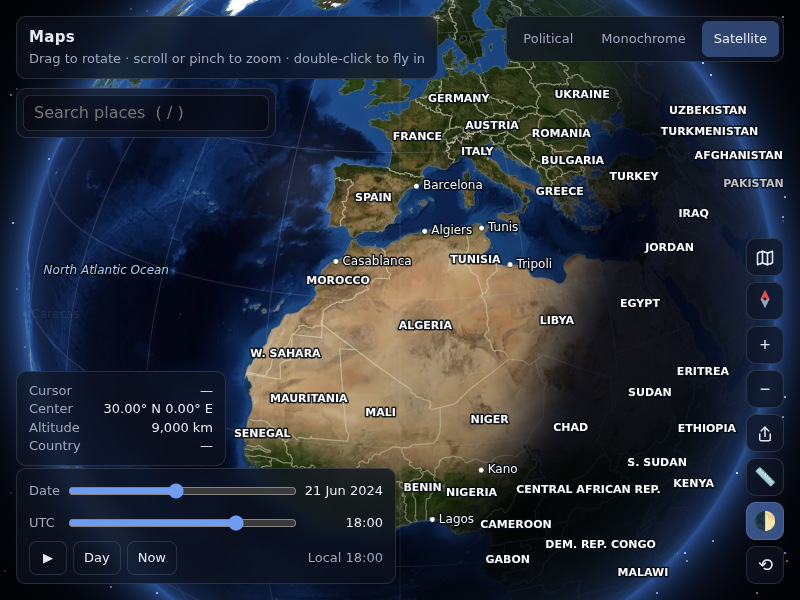 Maps
Drag to rotate · scroll or pinch to zoom · double-click to fly in
Political
Monochrome
Satellite
Search places ( / )
GERMANY
UKRAINE
UZBEKISTAN
FRANCE
AUSTRIA
ROMANIA
TURKMENISTAN
ITALY
BULGARIA
AFGHANISTAN
SPAIN
Barcelona
GREECE
TURKEY
PAKISTAN
IRAQ
Algiers
Tunis
JORDAN
Casablanca
TUNISIA
Tripoli
North Atlantic Ocean
MOROCCO
EGYPT
Caracas
ALGERIA
LIBYA
W. SAHARA
ERITREA
MAURITANIA
MALI
NIGER
SUDAN
CHAD
ETHIOPIA
SENEGAL
Kano
S. SUDAN
KENYA
BENIN
NIGERIA
CENTRAL AFRICAN REP.
Lagos
CAMEROON
DEM. REP. CONGO
GABON
MALAWI
Cursor —
Center 30.00° N 0.00° E
Altitude 9,000 km
Country —
Date 21 Jun 2024
UTC 18:00
Day
Now
Local 18:00
+
−